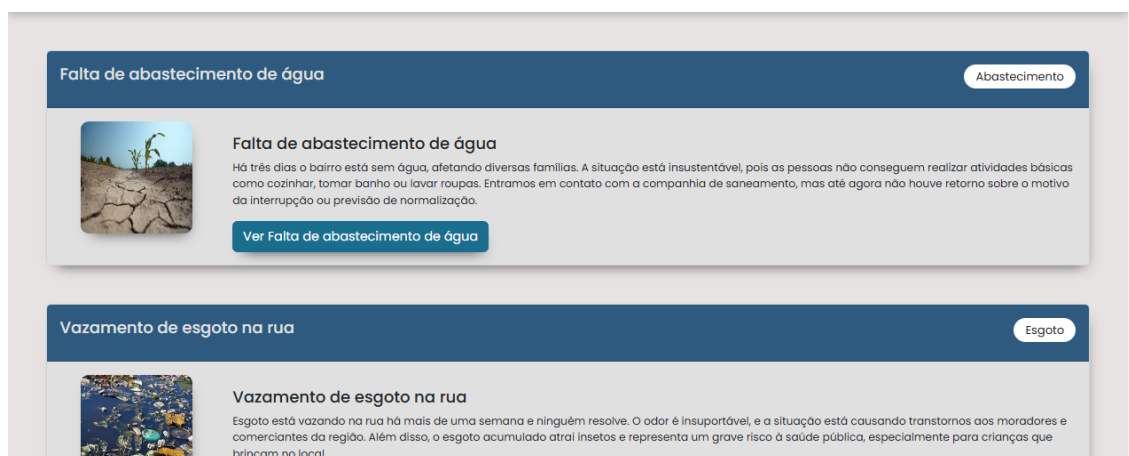 Falta de abastecimento de água
Abastecimento
Falta de abastecimento de água
Há três dias o bairro está sem água, afetando diversas famílias. A situação está insustentável, pois as pessoas não conseguem realizar atividades básicas
como cozinhar, tomar banho ou lavar roupas. Entramos em contato com a companhia de saneamento, mas até agora não houve retorno sobre o motivo
da interrupção ou previsão de normalização.
Ver Falta de abastecimento de água
Vazamento de esgoto na rua
Esgoto
Vazamento de esgoto na rua
Esgoto está vazando na rua há mais de uma semana e ninguém resolve. O odor é insuportável, e a situação está causando transtornos aos moradores e
comerciantes da região. Além disso, o esgoto acumulado atrai insetos e representa um grave risco à saúde pública, especialmente para crianças que
brincam no local.